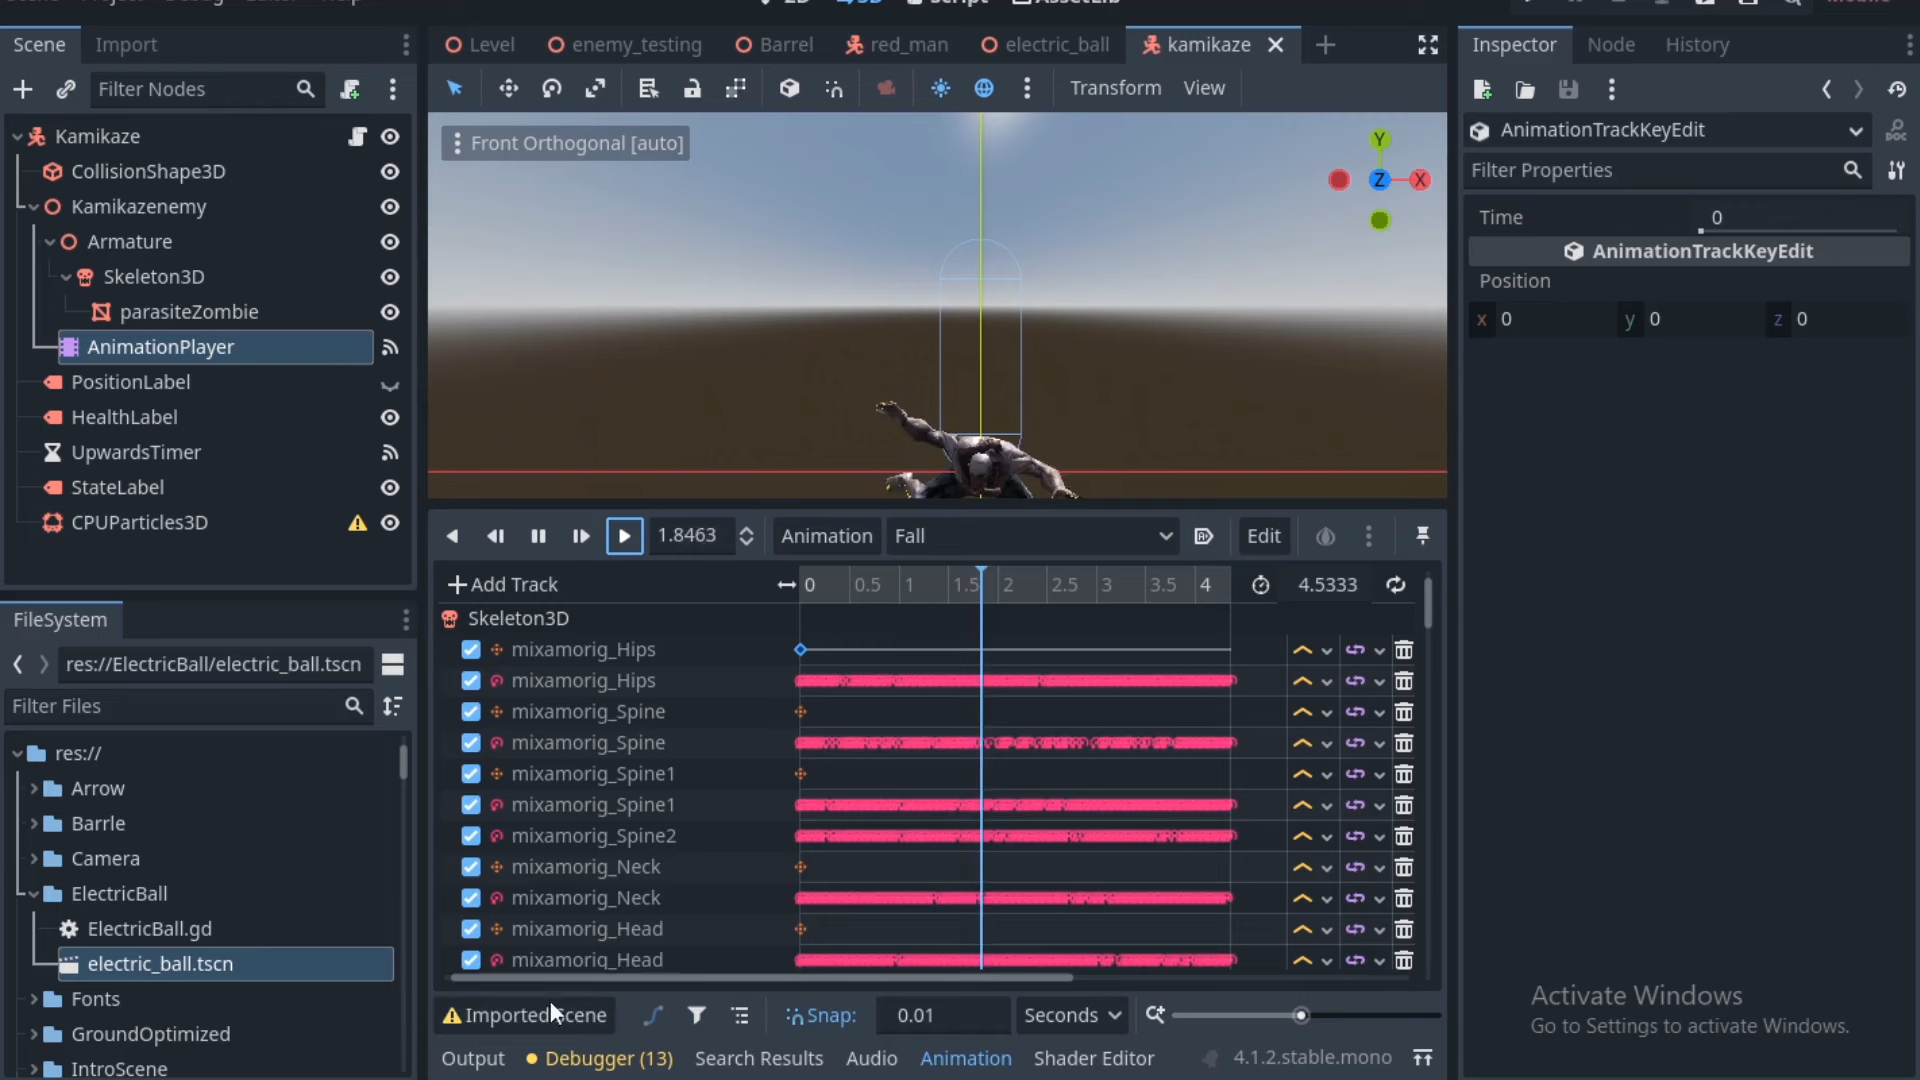 2D 3D Script AssetLib
Scene Import
Level enemy_testing Barrel red_man electric_ball kamikaze
Inspector Node History
Filter Nodes
Transform View
Kamikaze
CollisionShape3D
Kamikazenemy
Armature
Skeleton3D
parasiteZombie
AnimationPlayer
PositionLabel
HealthLabel
UpwardsTimer
StateLabel
CPUParticles3D
Front Orthogonal [auto]
Y
Z
X
AnimationTrackKeyEdit
Filter Properties
Time 0
AnimationTrackKeyEdit
Position
x 0 y 0 z 0
1.8463 Animation Fall Edit
Add Track 0 0.5 1 1.5 2 2.5 3 3.5 4 4.5333
Skeleton3D
mixamorig_Hips
mixamorig_Hips
mixamorig_Spine
mixamorig_Spine
mixamorig_Spine1
mixamorig_Spine1
mixamorig_Spine2
mixamorig_Neck
mixamorig_Neck
mixamorig_Head
mixamorig_Head
Imported Scene Snap: 0.01 Seconds
Output Debugger (13) Search Results Audio Animation Shader Editor 4.1.2.stable.mono
FileSystem
res://ElectricBall/electric_ball.tscn
Filter Files
res://
Arrow
Barrle
Camera
ElectricBall
ElectricBall.gd
electric_ball.tscn
Fonts
GroundOptimized
IntroScene
Activate Windows
Go to Settings to activate Windows.